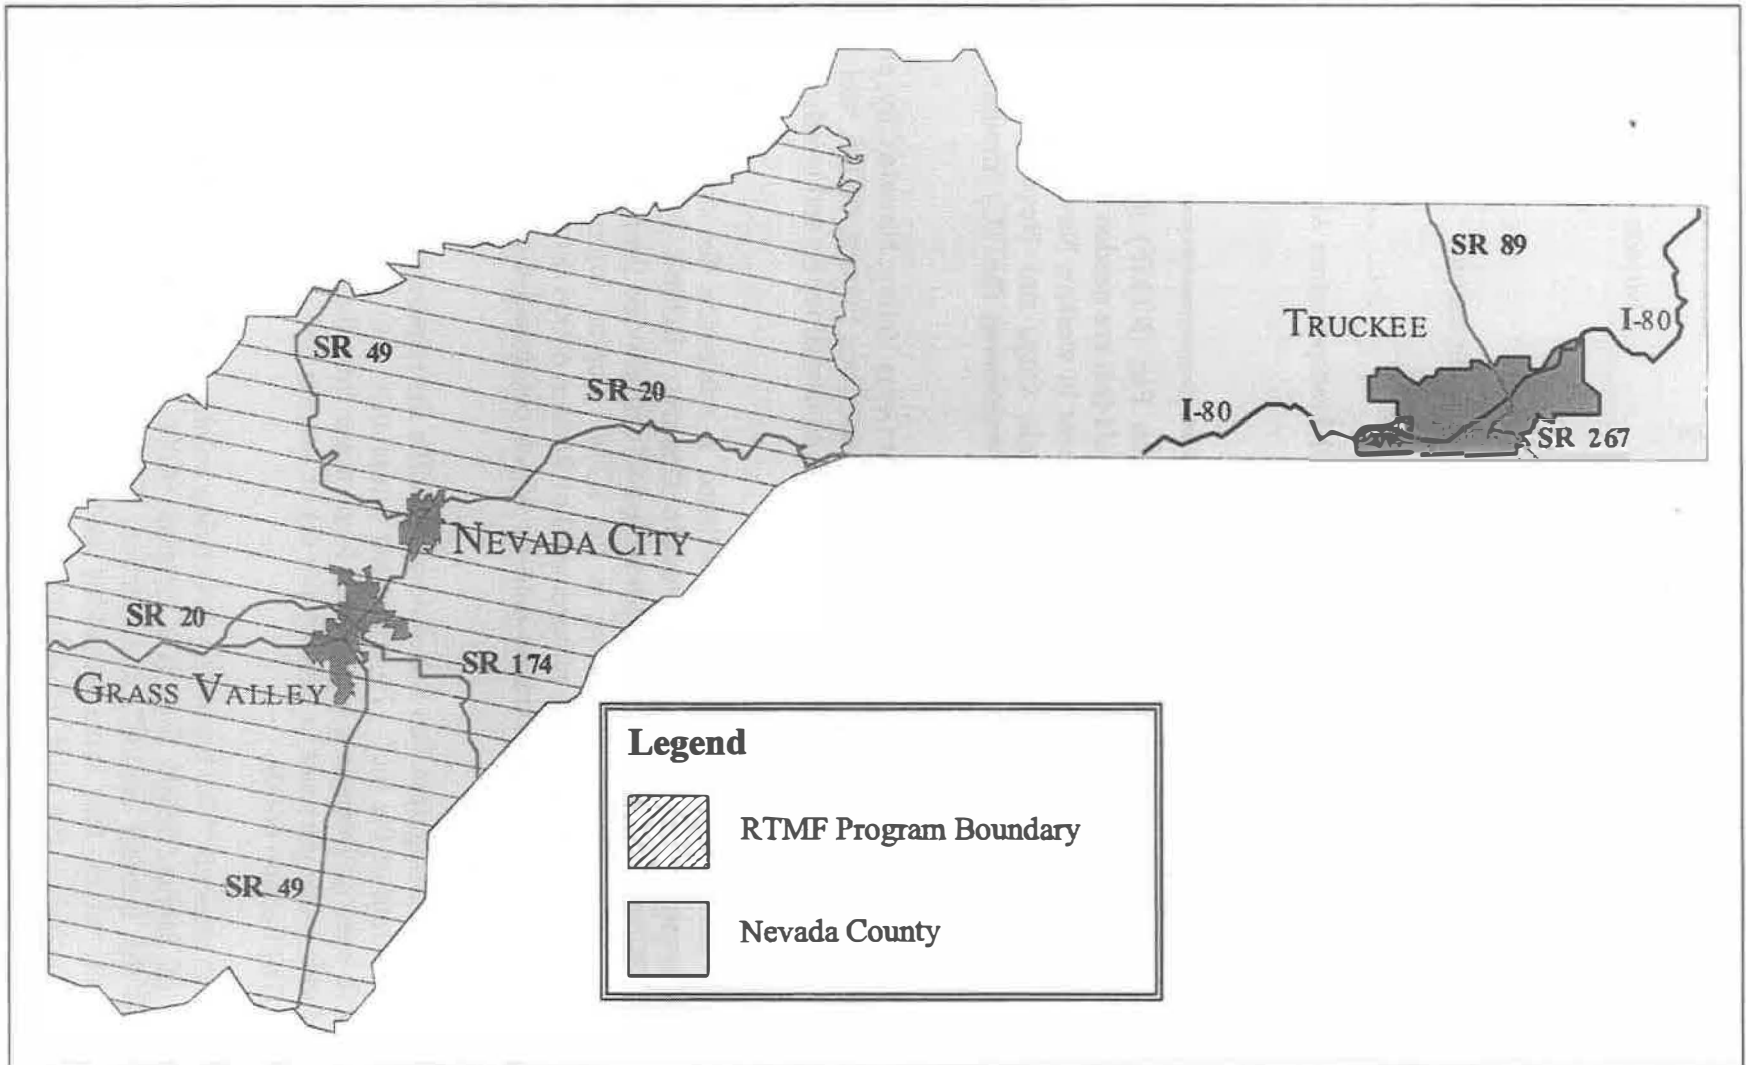 SR 89
TRUCKEE
I-80
SR 49
SR 20
I-80
SR 267
NEVADA CITY
SR 20
SR 174
GRASS VALLEY
SR 49
Legend
RTMF Program Boundary
Nevada County